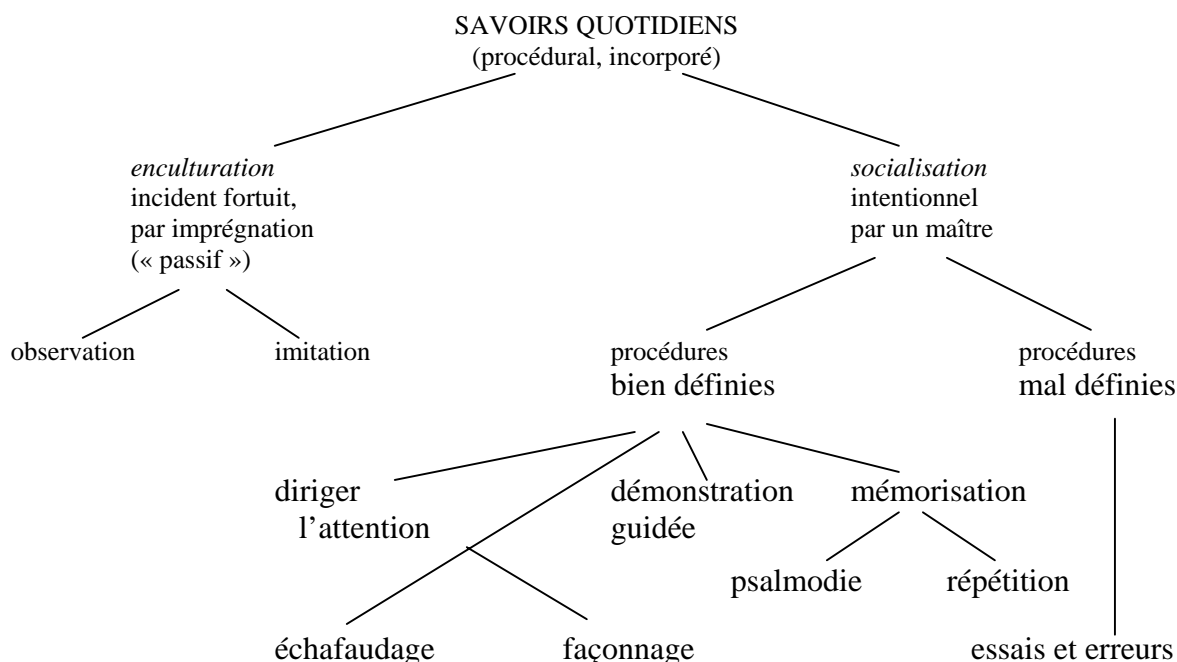 SAVOIRS QUOTIDIENS
(procédural, incorporé)
enculturation
incident fortuit,
par imprégnation
(« passif »)
socialisation
intentionnel
par un maître
observation
imitation
procédures
bien définies
procédures
mal définies
diriger
l’attention
démonstration
guidée
mémorisation
psalmodie
répétition
échafaudage
façonnage
essais et erreurs